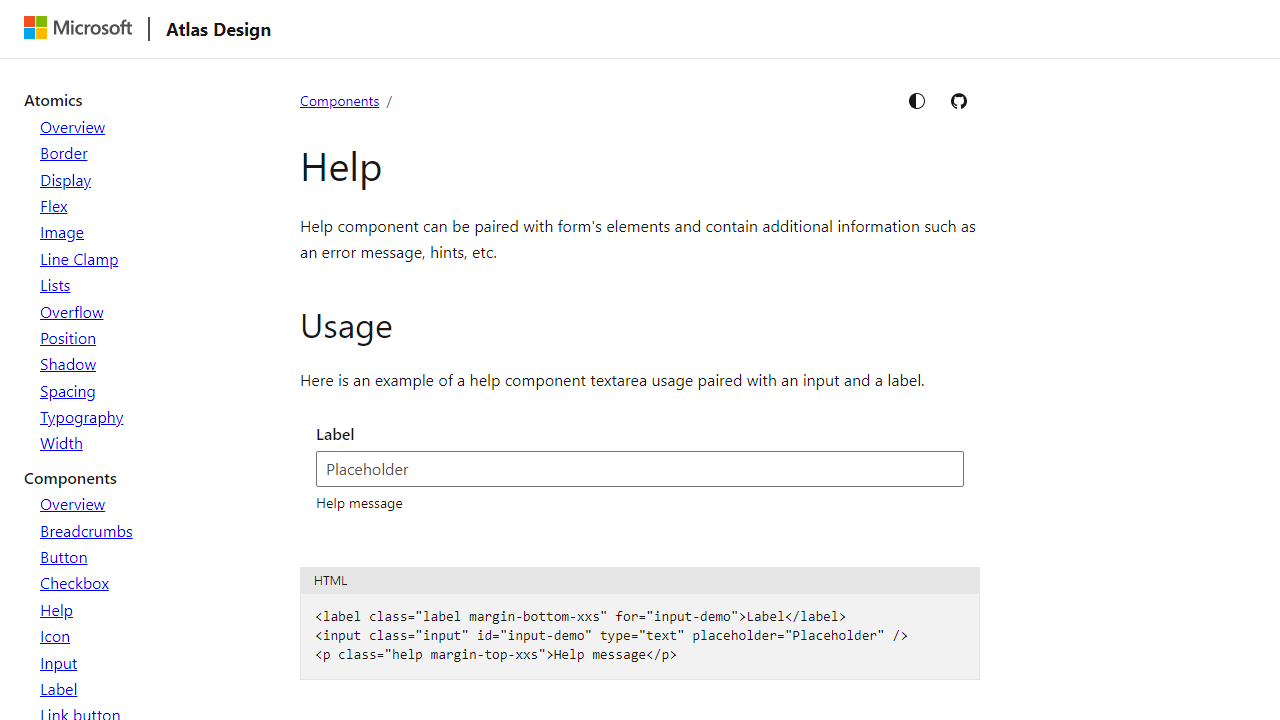 Microsoft
Atlas Design
Atomics
Overview
Border
Display
Flex
Image
Line Clamp
Lists
Overflow
Position
Shadow
Spacing
Typography
Width
Components
Overview
Breadcrumbs
Button
Checkbox
Help
Icon
Input
Label
Link button
Components /
Help
Help component can be paired with form's elements and contain additional information such as
an error message, hints, etc.
Usage
Here is an example of a help component textarea usage paired with an input and a label.
Label
Placeholder
Help message
HTML
<label class="label margin-bottom-xxs" for="input-demo">Label</label>
<input class="input" id="input-demo" type="text" placeholder="Placeholder" />
<p class="help margin-top-xxs">Help message</p>